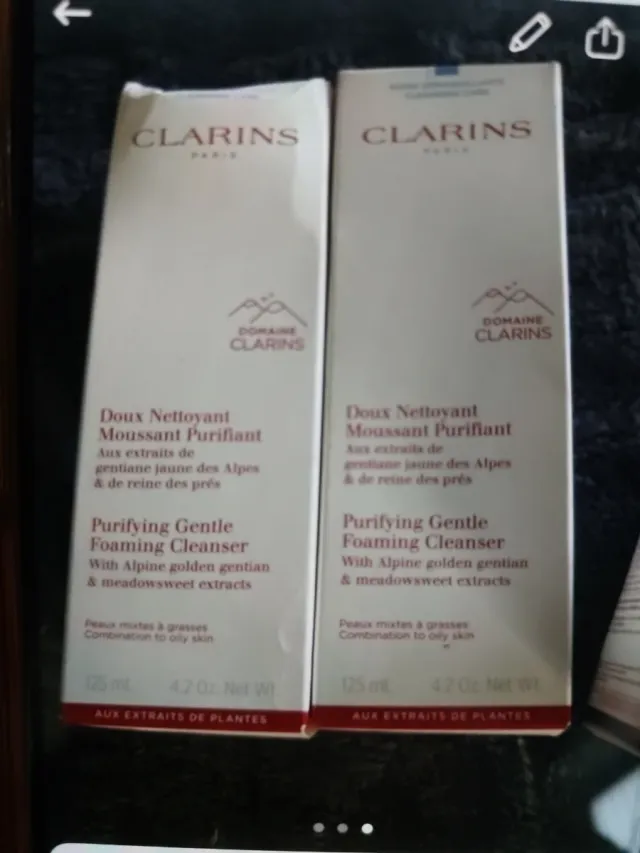 CLARINS
PARIS
DOMAINE
CLARINS
Doux Nettoyant
Moussant Purifiant
Aux extraits de
gentiane jaune des Alpes
& de reine des prés
Purifying Gentle
Foaming Cleanser
With Alpine golden gentian
& meadowsweet extracts
Peaux mixtes à grasses
Combination to oily skin
125 mL 4.2 Oz. Net Wt.
AUX EXTRAITS DE PLANTES
CLARINS
PARIS
DOMAINE
CLARINS
Doux Nettoyant
Moussant Purifiant
Aux extraits de
gentiane jaune des Alpes
& de reine des prés
Purifying Gentle
Foaming Cleanser
With Alpine golden gentian
& meadowsweet extracts
Peaux mixtes à grasses
Combination to oily skin
125 mL 4.2 Oz. Net Wt.
AUX EXTRAITS DE PLANTES